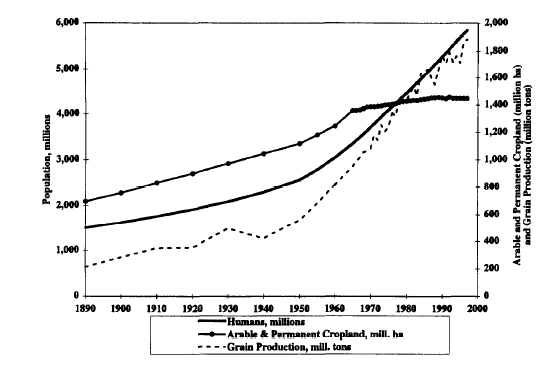 6,000
5,000
4,000
3,000
2,000
1,000
0
Population, millions
2,000
1,800
1,600
1,400
1,200
1,000
800
600
400
200
0
Arable and Permanent Cropland (million ha)
and Grain Production (million tons)
1890 1900 1910 1920 1930 1940 1950 1960 1970 1980 1990 2000
Humans, millions
Arable & Permanent Cropland, mill. ha
Grain Production, mill. tons